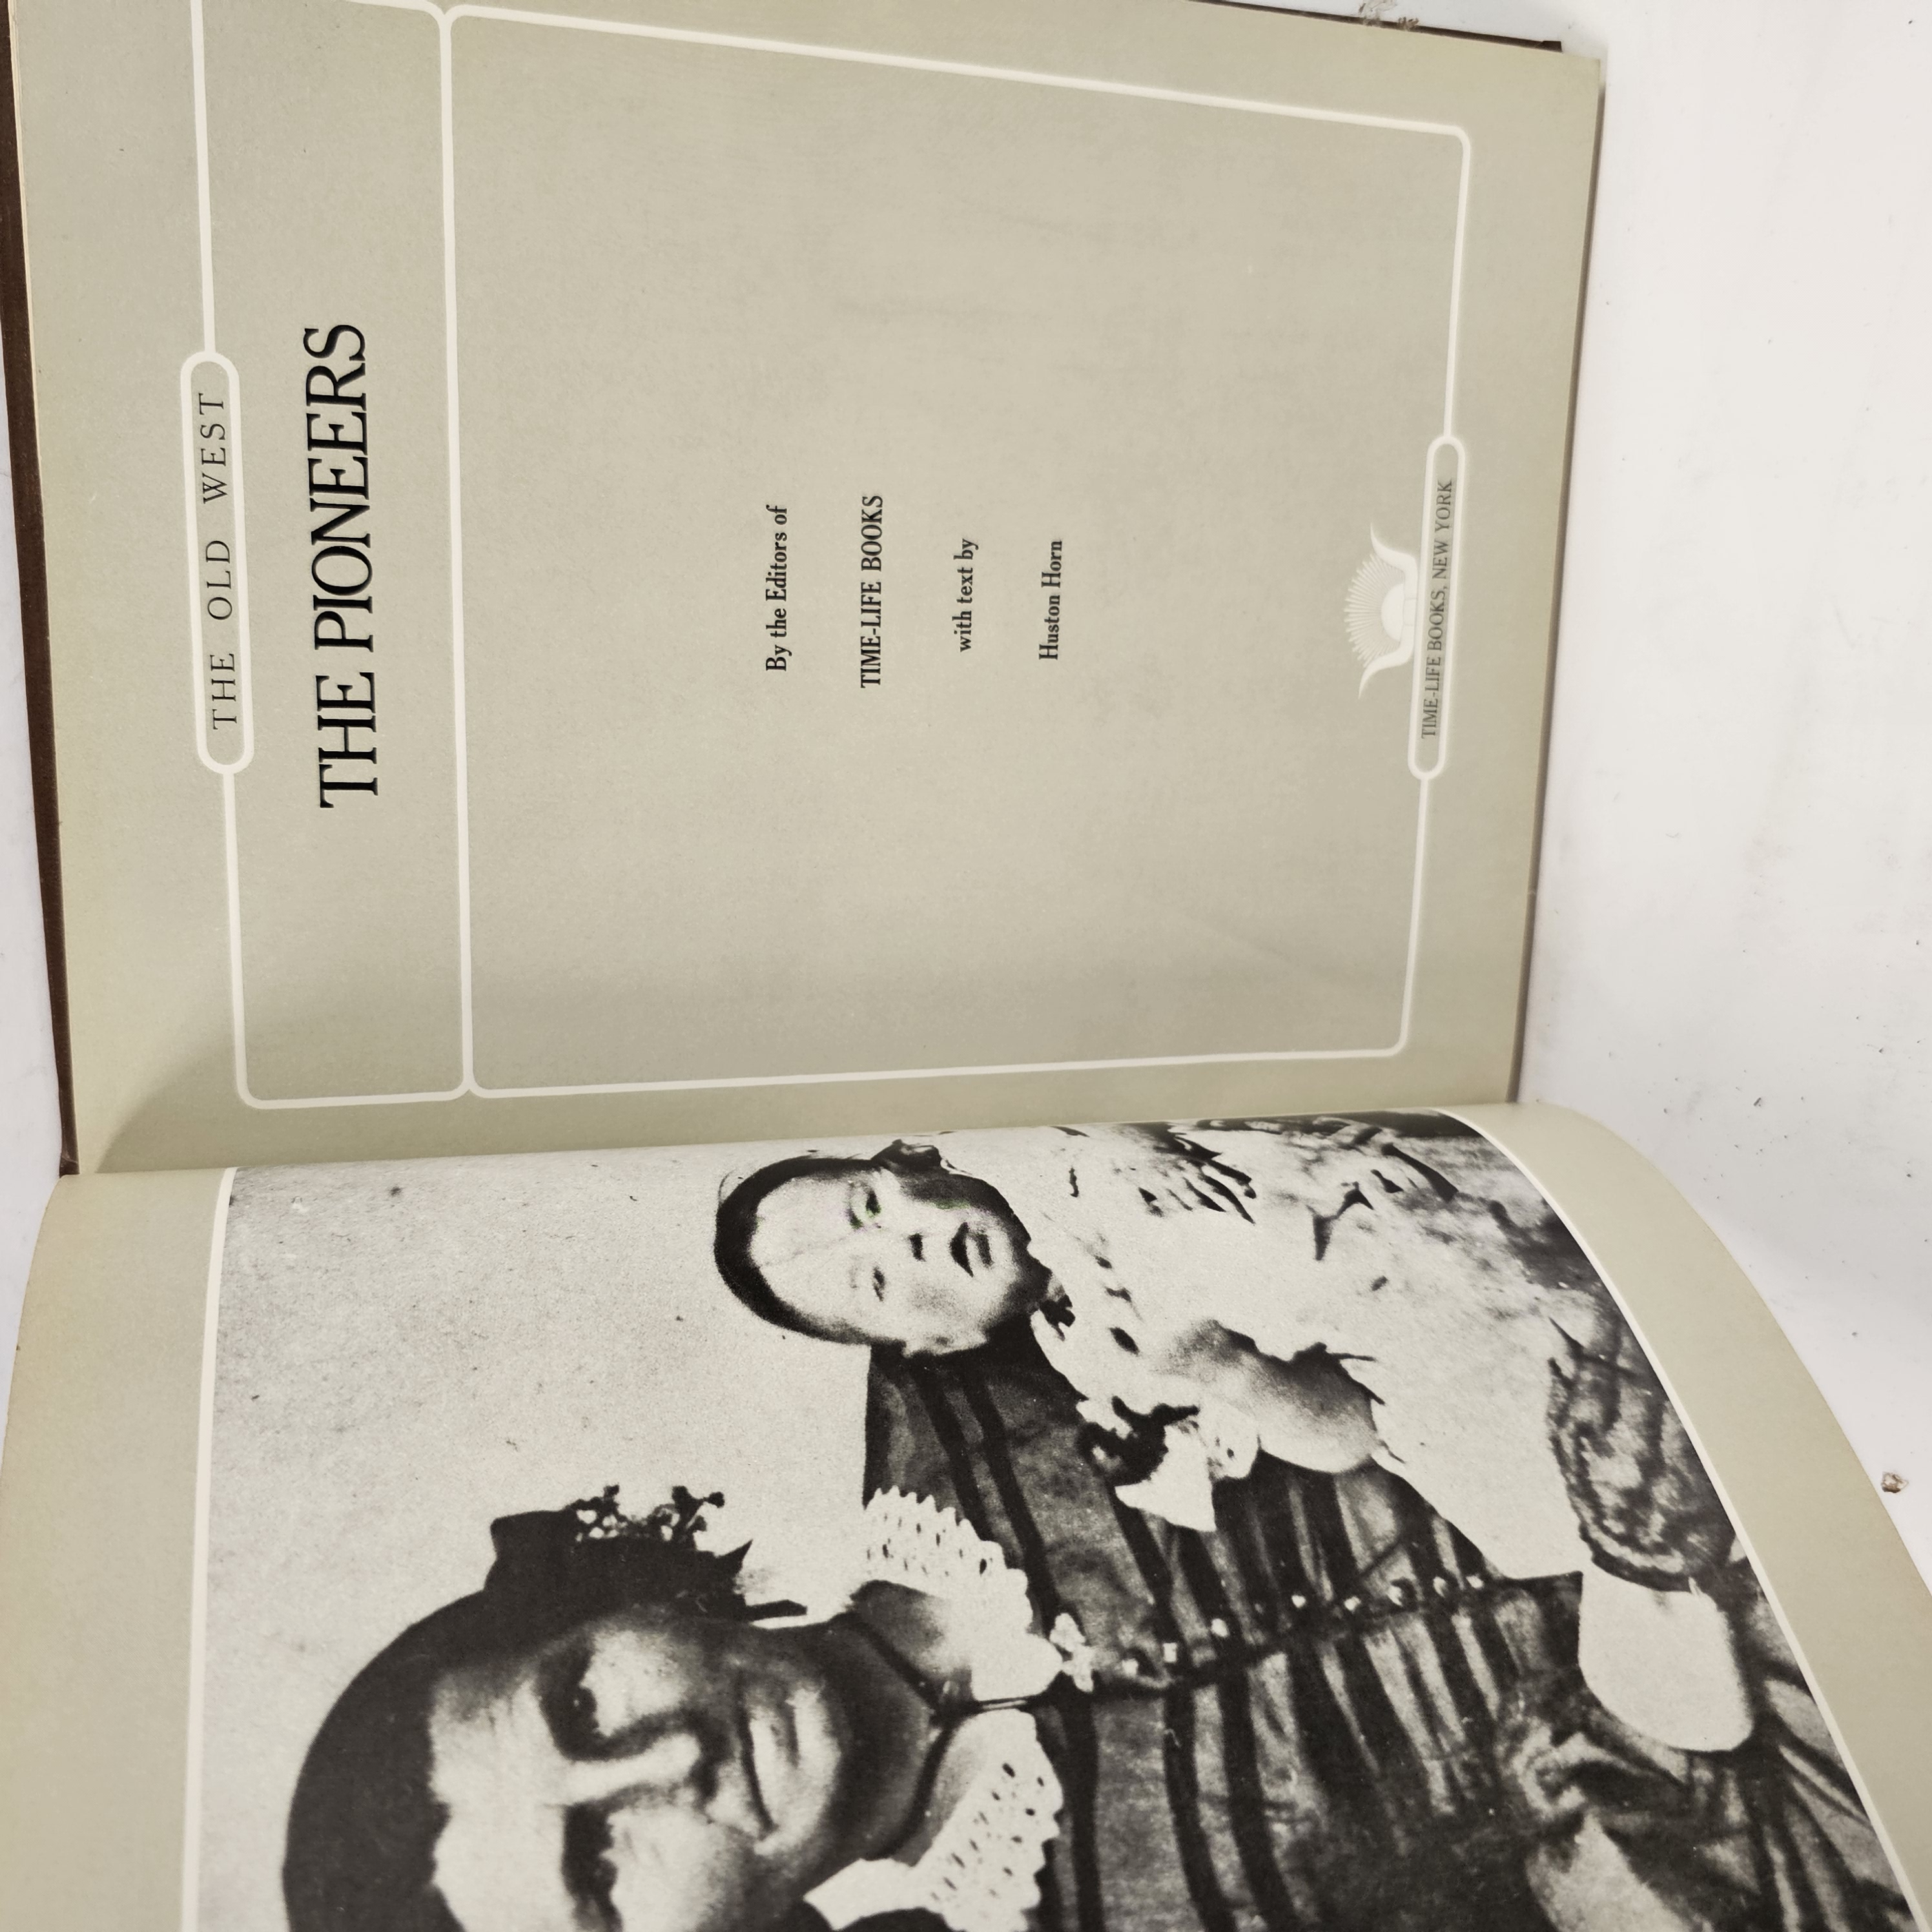 THE OLD WEST
THE PIONEERS
By the Editors of
TIME-LIFE BOOKS
with text by
Huston Horn
TIME-LIFE BOOKS, NEW YORK